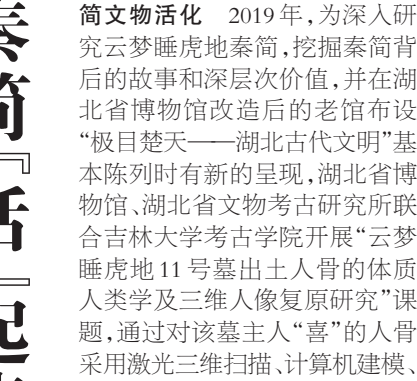 秦简『活』起
简文物活化　2019年，为深入研
究云梦睡虎地秦简，挖掘秦简背
后的故事和深层次价值，并在湖
北省博物馆改造后的老馆布设
“极目楚天——湖北古代文明”基
本陈列时有新的呈现，湖北省博
物馆、湖北省文物考古研究所联
合吉林大学考古学院开展“云梦
睡虎地11号墓出土人骨的体质
人类学及三维人像复原研究”课
题，通过对该墓主人“喜”的人骨
采用激光三维扫描、计算机建模、